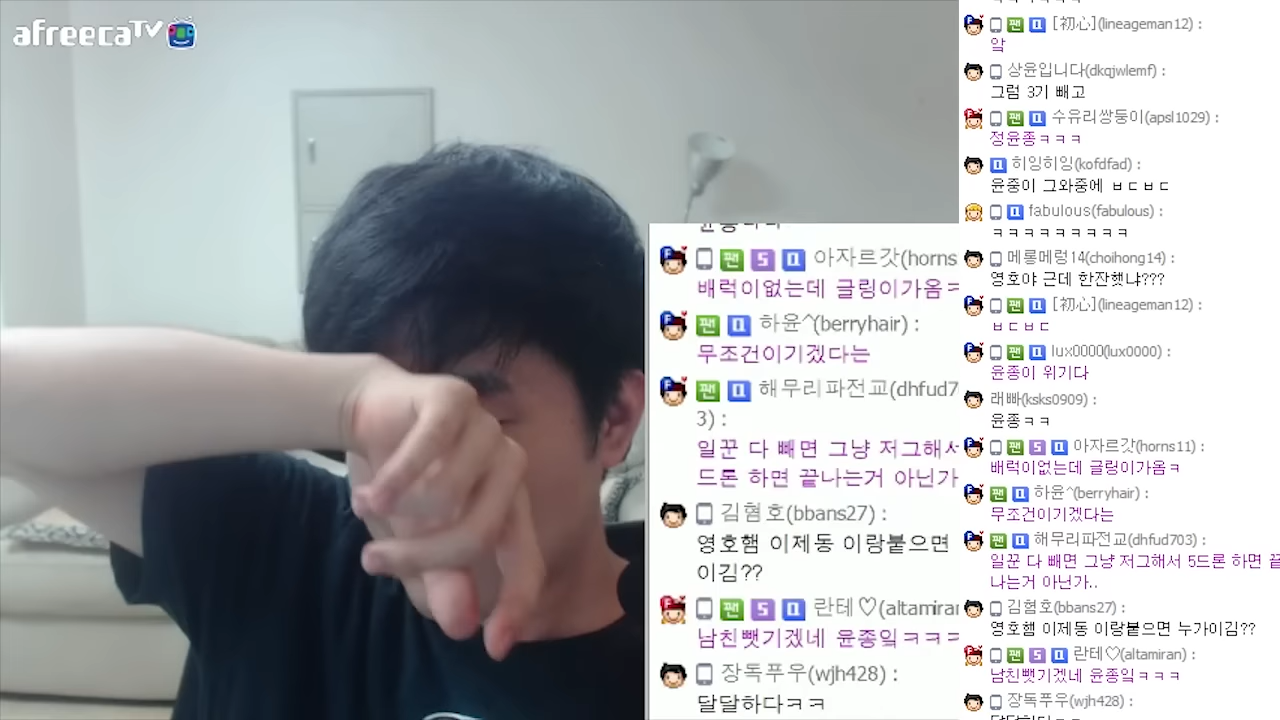 afreecaTV
아자르갓(horns
배럭이없는데 글링이가옴ㅋ
하윤^(berryhair) :
무조건이기겠다는
해무리파전교(dhfud7
3) :
일꾼 다 빼면 그냥 저그해서
드론 하면 끝나는거 아닌가
김혐호(bbans27) :
영호햄 이제동 이랑붙으면
이김??
란테♡(altamiran
남친뺏기겠네 윤종잌ㅋㅋㅋ
장독푸우(wjh428) :
달달하다ㅋㅋ
[初心](lineageman12) :
앜
상윤입니다(dkqjwlemf) :
그럼 3기 빼고
수유리쌍둥이(apsl1029) :
정윤종ㅋㅋㅋ
히잉히잉(kofdfad) :
윤중이 그와중에 ㅂㄷㅂㄷ
fabulous(fabulous) :
ㅋㅋㅋㅋㅋㅋㅋㅋㅋ
메롱메렁14(choihong14) :
영호야 근데 한잔햇냐???
[初心](lineageman12) :
ㅂㄷㅂㄷ
lux0000(lux0000) :
윤종이 위기다
래빠(ksks0909) :
윤종ㅋㅋ
아자르갓(horns11) :
배럭이없는데 글링이가옴ㅋ
하윤^(berryhair) :
무조건이기겠다는
해무리파전교(dhfud703) :
일꾼 다 빼면 그냥 저그해서 5드론 하면 끝
나는거 아닌가..
김혐호(bbans27) :
영호햄 이제동 이랑붙으면 누가이김??
란테♡(altamiran) :
남친뺏기겠네 윤종잌ㅋㅋㅋ
장독푸우(wjh428) :